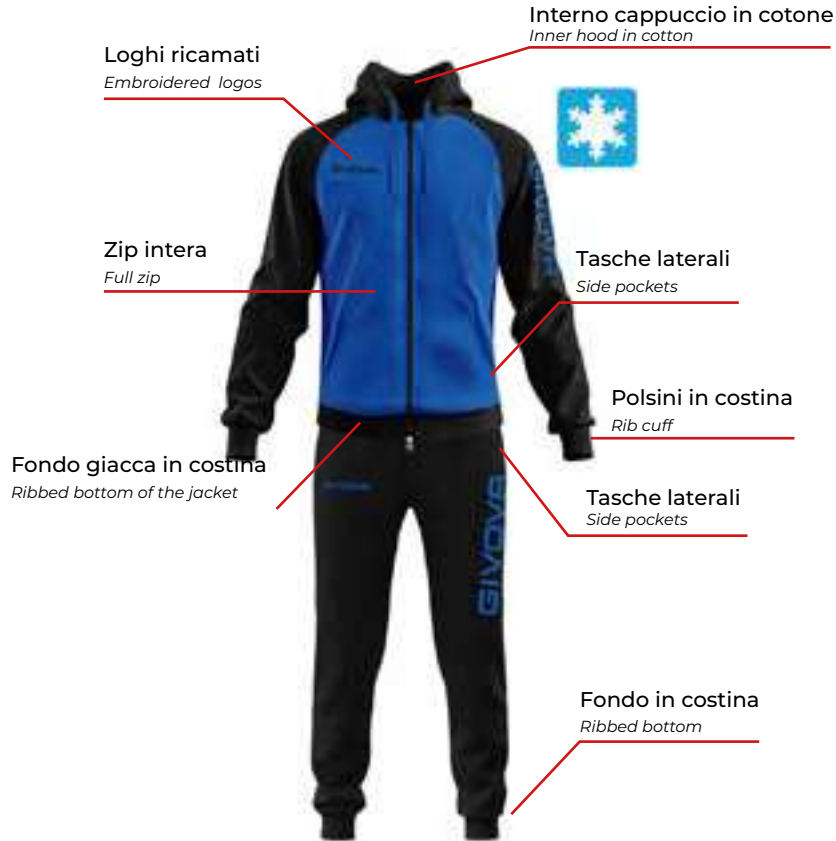 Interno cappuccio in cotone
Inner hood in cotton
Loghi ricamati
Embroidered logos
Zip intera
Full zip
Tasche laterali
Side pockets
Polsini in costina
Rib cuff
Fondo giacca in costina
Ribbed bottom of the jacket
Tasche laterali
Side pockets
GIVOVA
Fondo in costina
Ribbed bottom